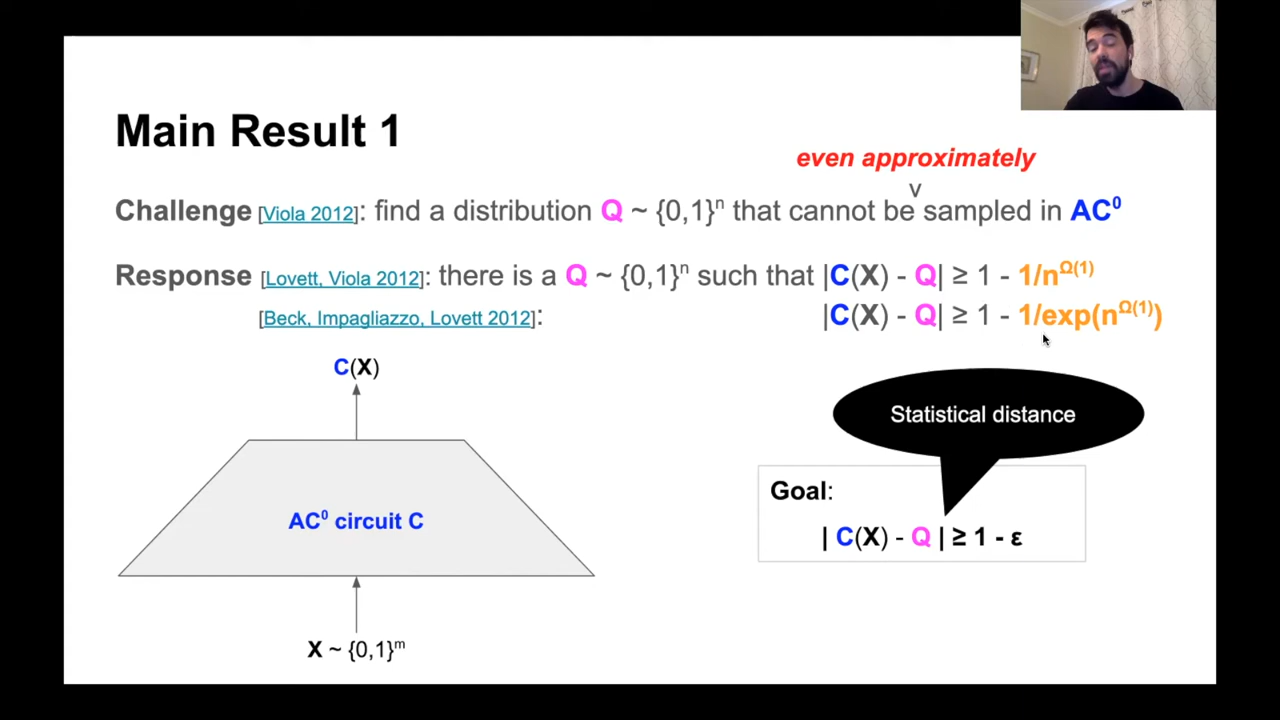 Main Result 1
even approximately
v
Challenge [Viola 2012]: find a distribution Q ~ {0,1}ⁿ that cannot be sampled in AC⁰
Response [Lovett, Viola 2012]: there is a Q ~ {0,1}ⁿ such that |C(X) - Q| ≥ 1 - 1/n^Ω(1)
[Beck, Impagliazzo, Lovett 2012]: |C(X) - Q| ≥ 1 - 1/exp(n^Ω(1))
C(X)
Statistical distance
Goal:
AC⁰ circuit C
| C(X) - Q | ≥ 1 - ε
X ~ {0,1}ᵐ